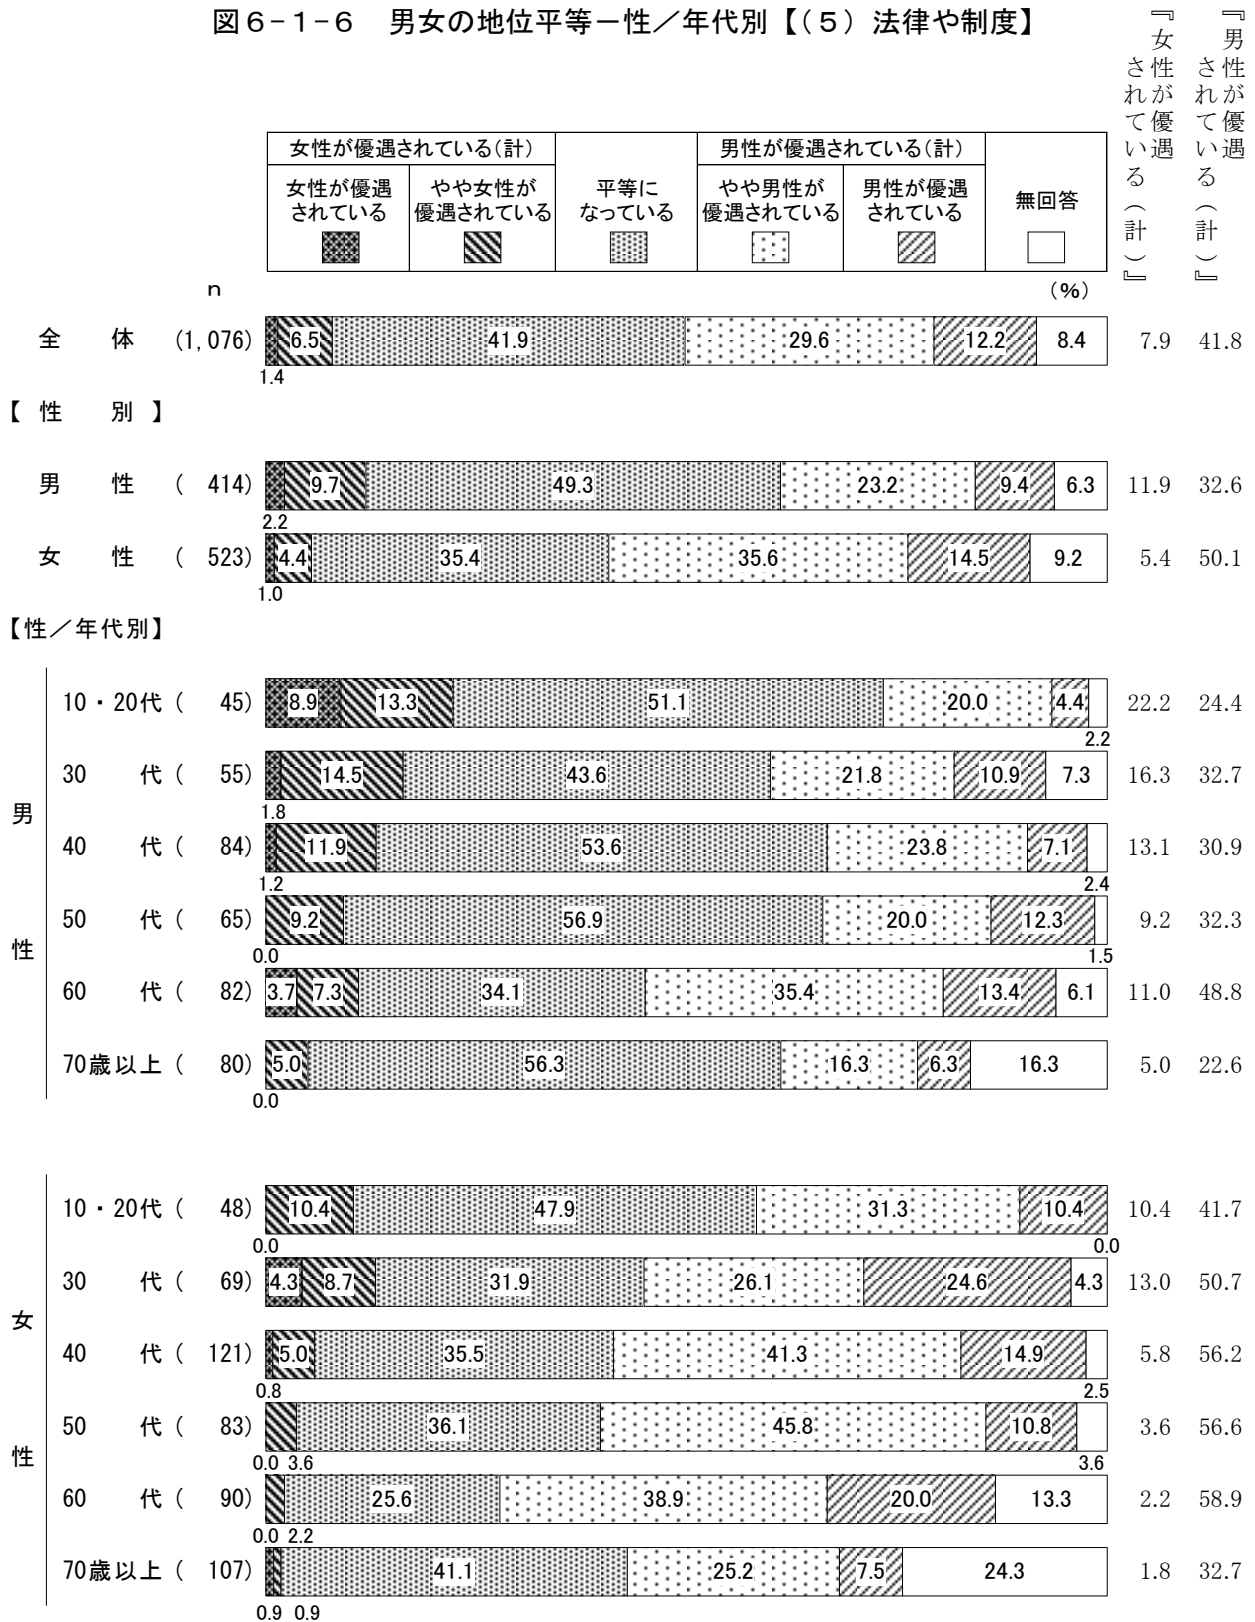 図6-1-6 男女の地位平等ー性／年代別【(5) 法律や制度】
『女性が優遇されている（計）』
『男性が優遇されている（計）』
女性が優遇されている(計) 男性が優遇されている(計)
女性が優遇されている やや女性が優遇されている 平等になっている やや男性が優遇されている 男性が優遇されている 無回答
n (%)
全体 (1,076) 6.5 41.9 29.6 12.2 8.4 7.9 41.8
1.4
【性別】
男性 (414) 9.7 49.3 23.2 9.4 6.3 11.9 32.6
2.2
女性 (523) 4.4 35.4 35.6 14.5 9.2 5.4 50.1
1.0
【性／年代別】
男性
10・20代 (45) 8.9 13.3 51.1 20.0 4.4 22.2 24.4
2.2
30代 (55) 14.5 43.6 21.8 10.9 7.3 16.3 32.7
1.8
40代 (84) 11.9 53.6 23.8 7.1 13.1 30.9
1.2 2.4
50代 (65) 9.2 56.9 20.0 12.3 9.2 32.3
0.0 1.5
60代 (82) 3.7 7.3 34.1 35.4 13.4 6.1 11.0 48.8
70歳以上 (80) 5.0 56.3 16.3 6.3 16.3 5.0 22.6
0.0
女性
10・20代 (48) 10.4 47.9 31.3 10.4 10.4 41.7
0.0 0.0
30代 (69) 4.3 8.7 31.9 26.1 24.6 4.3 13.0 50.7
40代 (121) 5.0 35.5 41.3 14.9 5.8 56.2
0.8 2.5
50代 (83) 36.1 45.8 10.8 3.6 56.6
0.0 3.6 3.6
60代 (90) 25.6 38.9 20.0 13.3 2.2 58.9
0.0 2.2
70歳以上 (107) 41.1 25.2 7.5 24.3 1.8 32.7
0.9 0.9